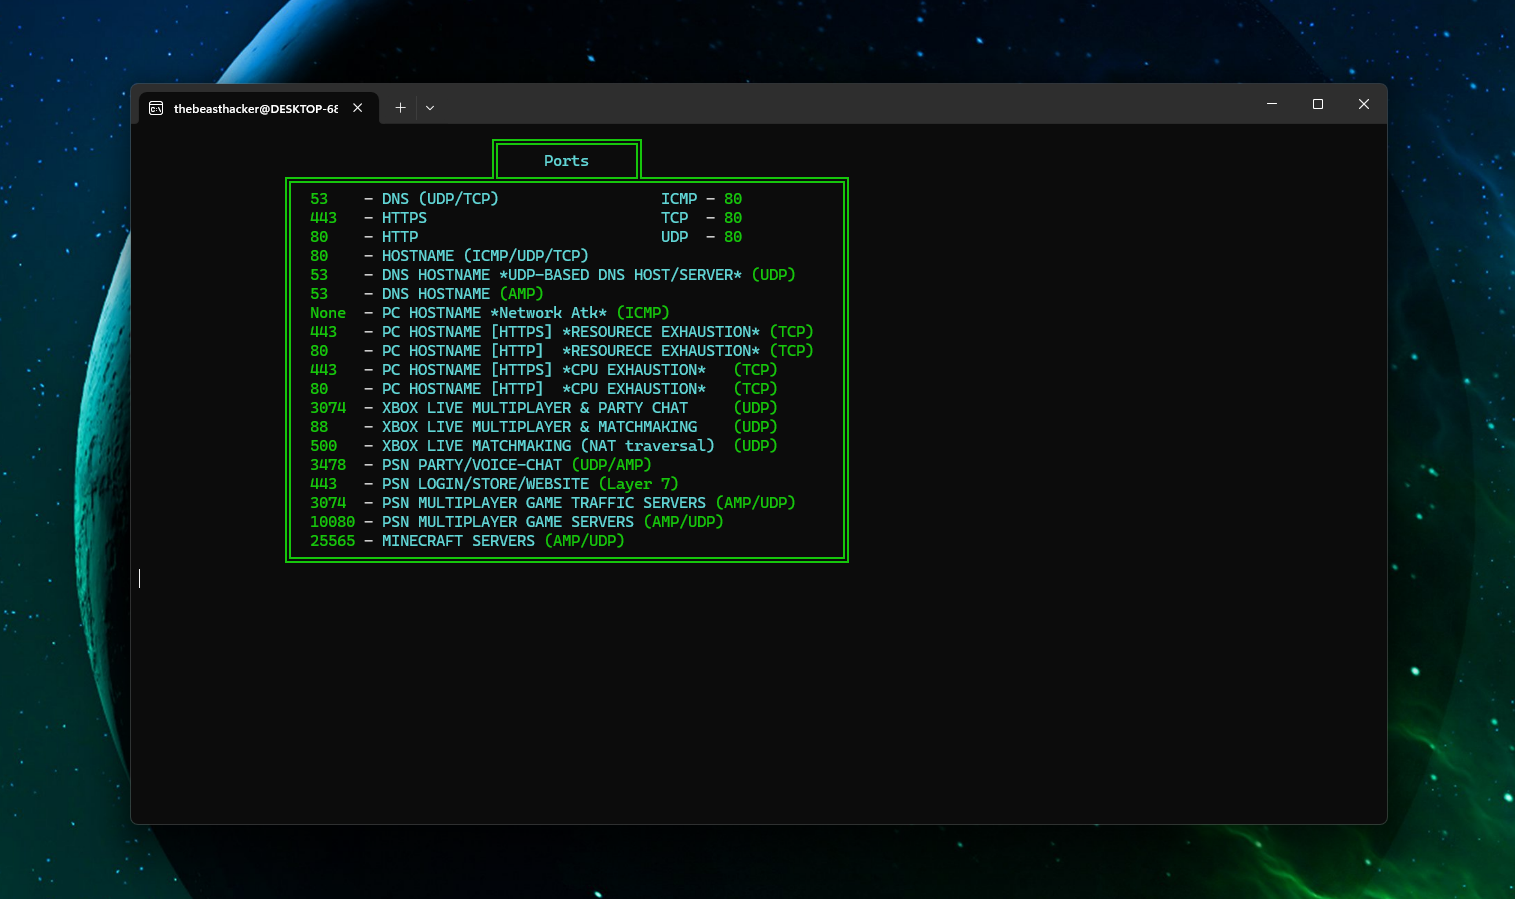 thebeasthacker@DESKTOP-68
Ports
53 - DNS (UDP/TCP) ICMP - 80
443 - HTTPS TCP - 80
80 - HTTP UDP - 80
80 - HOSTNAME (ICMP/UDP/TCP)
53 - DNS HOSTNAME *UDP-BASED DNS HOST/SERVER* (UDP)
53 - DNS HOSTNAME (AMP)
None - PC HOSTNAME *Network Atk* (ICMP)
443 - PC HOSTNAME [HTTPS] *RESOURECE EXHAUSTION* (TCP)
80 - PC HOSTNAME [HTTP] *RESOURECE EXHAUSTION* (TCP)
443 - PC HOSTNAME [HTTPS] *CPU EXHAUSTION* (TCP)
80 - PC HOSTNAME [HTTP] *CPU EXHAUSTION* (TCP)
3074 - XBOX LIVE MULTIPLAYER & PARTY CHAT (UDP)
88 - XBOX LIVE MULTIPLAYER & MATCHMAKING (UDP)
500 - XBOX LIVE MATCHMAKING (NAT traversal) (UDP)
3478 - PSN PARTY/VOICE-CHAT (UDP/AMP)
443 - PSN LOGIN/STORE/WEBSITE (Layer 7)
3074 - PSN MULTIPLAYER GAME TRAFFIC SERVERS (AMP/UDP)
10080 - PSN MULTIPLAYER GAME SERVERS (AMP/UDP)
25565 - MINECRAFT SERVERS (AMP/UDP)